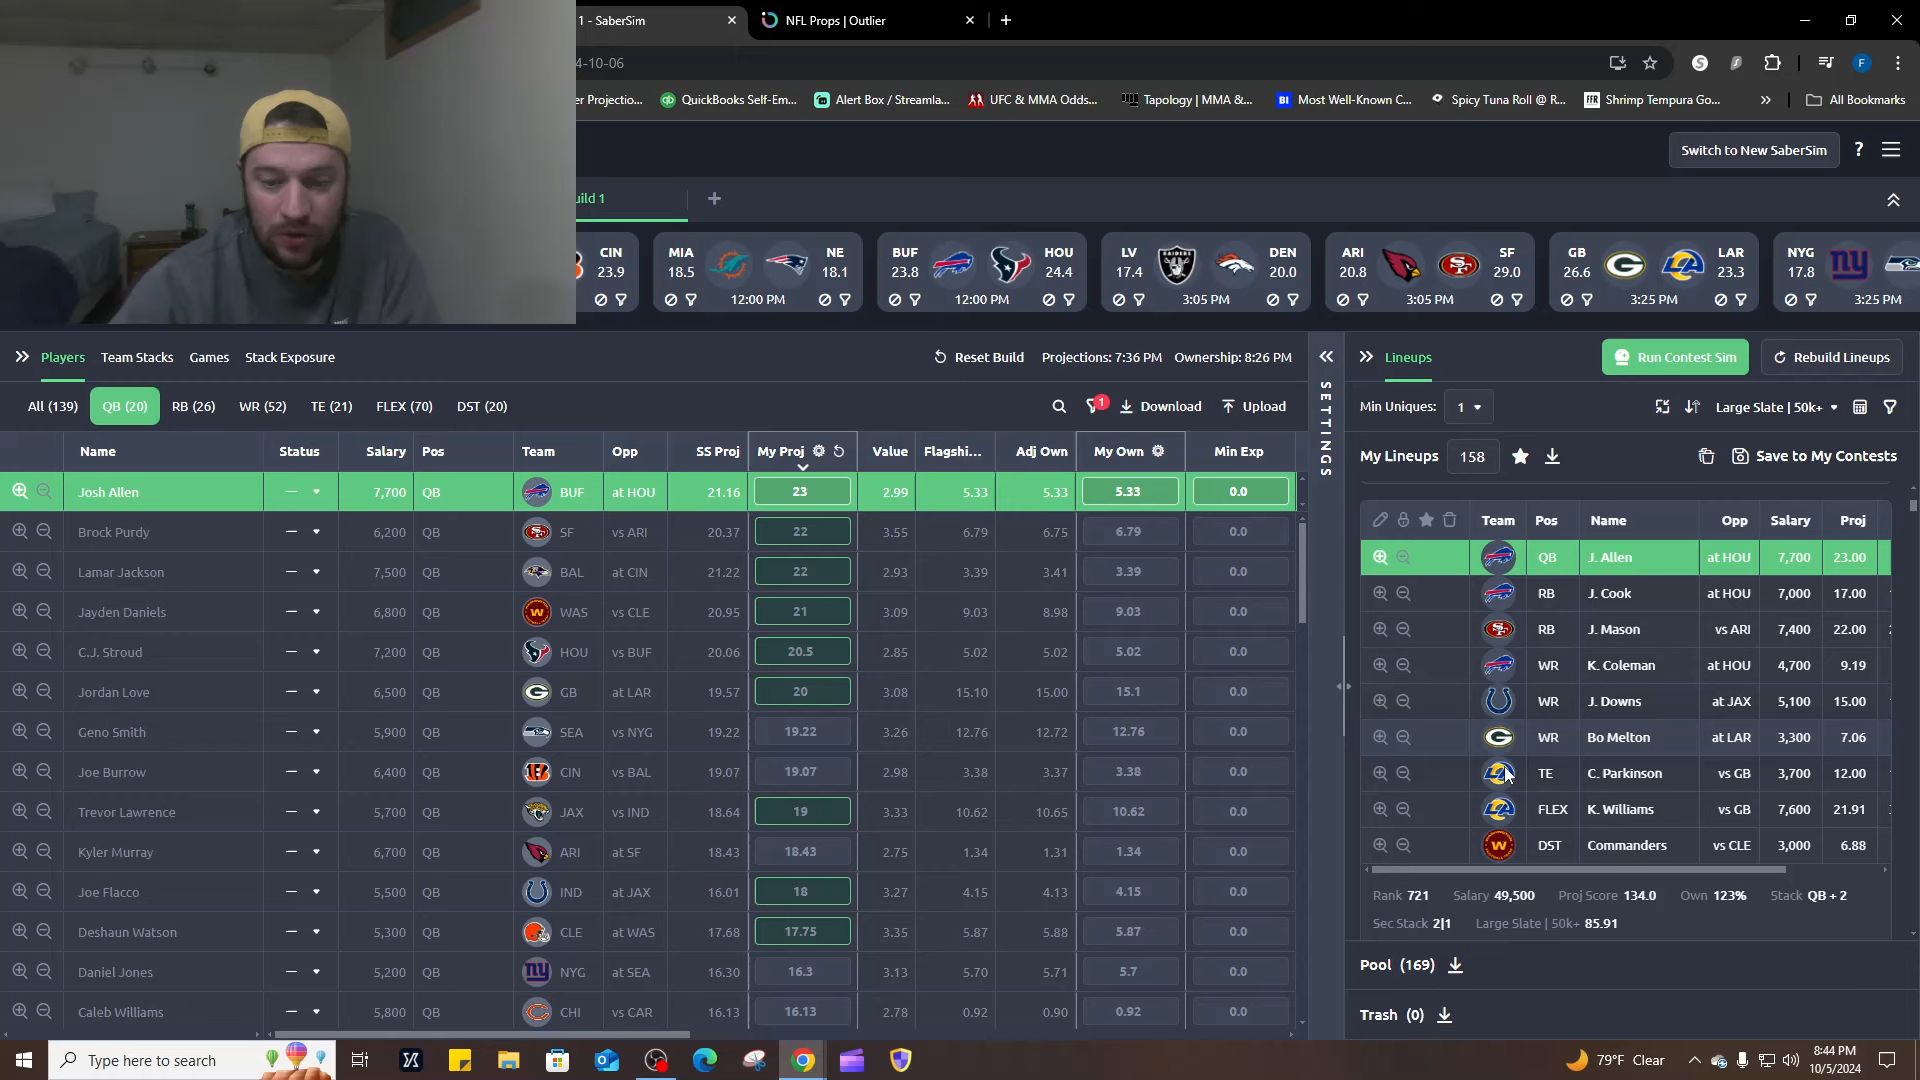 1 - SaberSim
NFL Props | Outlier
4-10-06
er Projectio...
QuickBooks Self-Em...
Alert Box / Streamla...
UFC & MMA Odds...
Tapology | MMA &...
Most Well-Known C...
Spicy Tuna Roll @ R...
Shrimp Tempura Go...
All Bookmarks
Switch to New SaberSim ?
uild 1 +
CIN 23.9
MIA 18.5 NE 18.1 12:00 PM
BUF 23.8 HOU 24.4 12:00 PM
LV 17.4 DEN 20.0 3:05 PM
ARI 20.8 SF 29.0 3:05 PM
GB 26.6 LAR 23.3 3:25 PM
NYG 17.8 3:25 PM
Players Team Stacks Games Stack Exposure Reset Build Projections: 7:36 PM Ownership: 8:26 PM
All (139) QB (20) RB (26) WR (52) TE (21) FLEX (70) DST (20) 1 Download Upload
Name Status Salary Pos Team Opp SS Proj My Proj Value Flagshi... Adj Own My Own Min Exp
Josh Allen — 7,700 QB BUF at HOU 21.16 23 2.99 5.33 5.33 5.33 0.0
Brock Purdy — 6,200 QB SF vs ARI 20.37 22 3.55 6.79 6.75 6.79 0.0
Lamar Jackson — 7,500 QB BAL at CIN 21.22 22 2.93 3.39 3.41 3.39 0.0
Jayden Daniels — 6,800 QB WAS vs CLE 20.95 21 3.09 9.03 8.98 9.03 0.0
C.J. Stroud — 7,200 QB HOU vs BUF 20.06 20.5 2.85 5.02 5.02 5.02 0.0
Jordan Love — 6,500 QB GB at LAR 19.57 20 3.08 15.10 15.00 15.1 0.0
Geno Smith — 5,900 QB SEA vs NYG 19.22 19.22 3.26 12.76 12.72 12.76 0.0
Joe Burrow — 6,400 QB CIN vs BAL 19.07 19.07 2.98 3.38 3.37 3.38 0.0
Trevor Lawrence — 5,700 QB JAX vs IND 18.64 19 3.33 10.62 10.65 10.62 0.0
Kyler Murray — 6,700 QB ARI at SF 18.43 18.43 2.75 1.34 1.31 1.34 0.0
Joe Flacco — 5,500 QB IND at JAX 16.01 18 3.27 4.15 4.13 4.15 0.0
Deshaun Watson — 5,300 QB CLE at WAS 17.68 17.75 3.35 5.87 5.88 5.87 0.0
Daniel Jones — 5,200 QB NYG at SEA 16.30 16.3 3.13 5.70 5.71 5.7 0.0
Caleb Williams — 5,800 QB CHI vs CAR 16.13 16.13 2.78 0.92 0.90 0.92 0.0
SETTINGS
Lineups Run Contest Sim Rebuild Lineups
Min Uniques: 1 Large Slate | 50k+
My Lineups 158 Save to My Contests
Team Pos Name Opp Salary Proj
QB J. Allen at HOU 7,700 23.00
RB J. Cook at HOU 7,000 17.00
RB J. Mason vs ARI 7,400 22.00
WR K. Coleman at HOU 4,700 9.19
WR J. Downs at JAX 5,100 15.00
WR Bo Melton at LAR 3,300 7.06
TE C. Parkinson vs GB 3,700 12.00
FLEX K. Williams vs GB 7,600 21.91
DST Commanders vs CLE 3,000 6.88
Rank 721 Salary 49,500 Proj Score 134.0 Own 123% Stack QB + 2
Sec Stack 2|1 Large Slate | 50k+ 85.91
Pool (169)
Trash (0)
Type here to search
79°F Clear
8:44 PM
10/5/2024